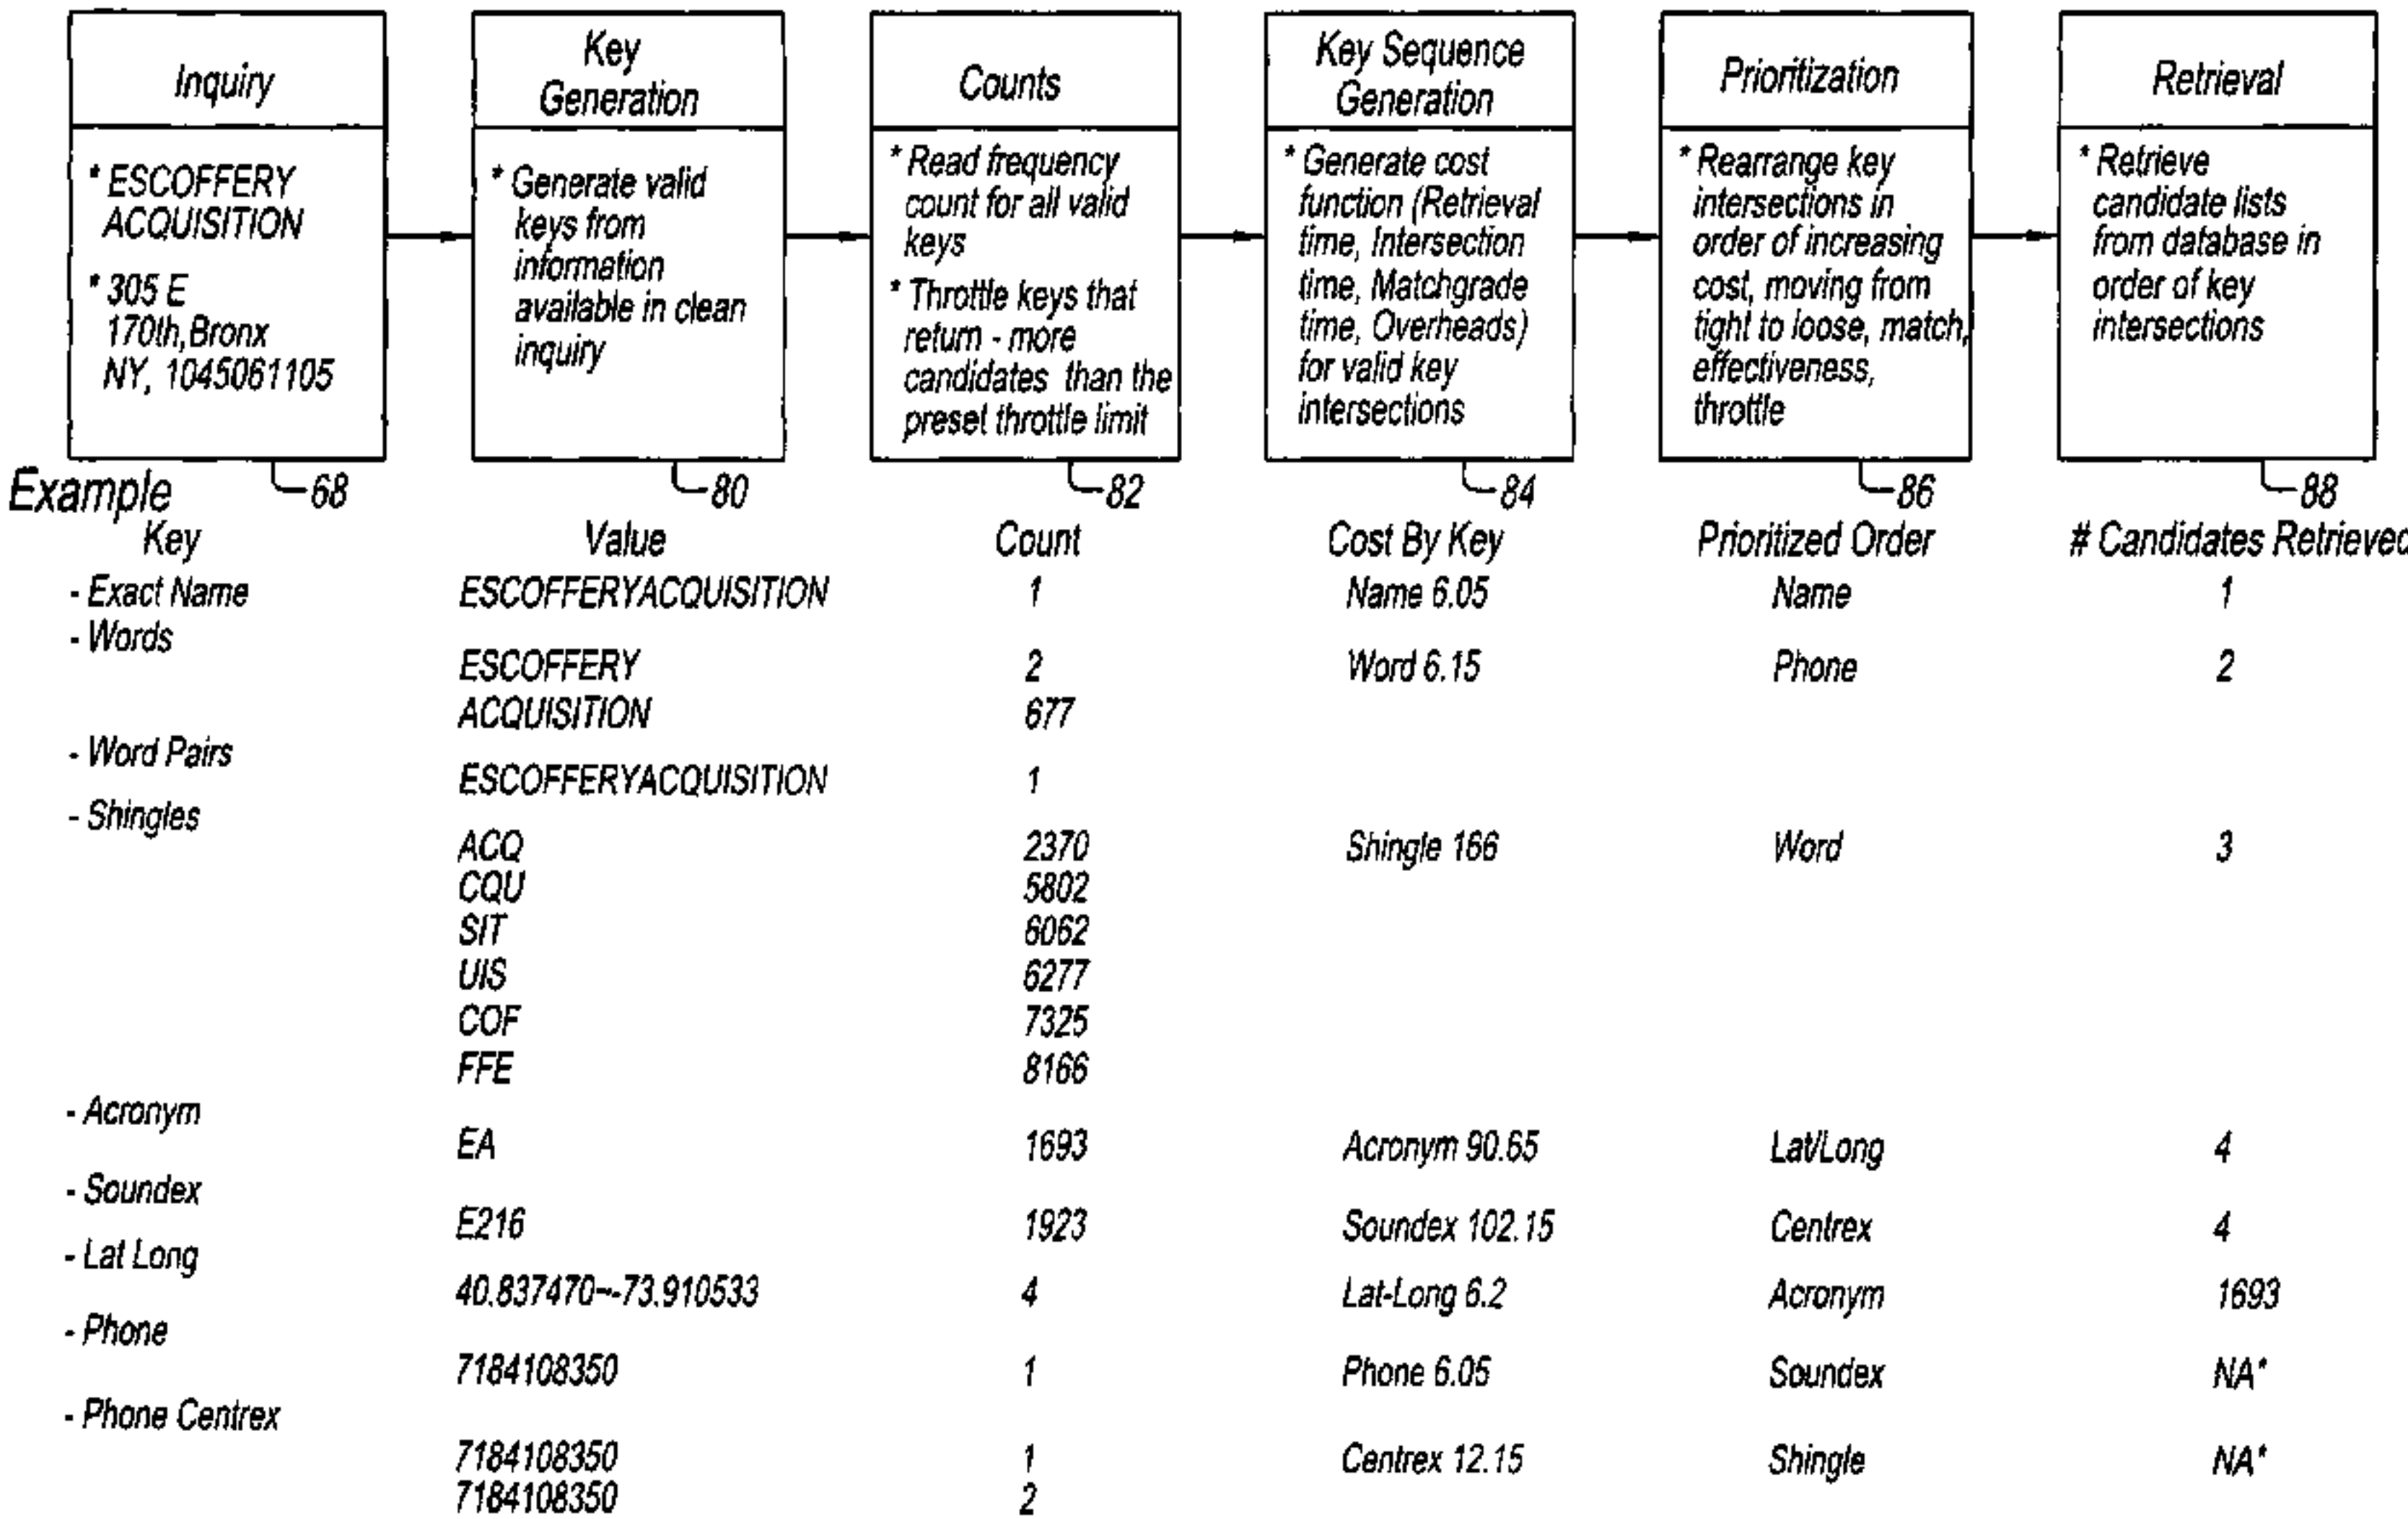 Inquiry
* ESCOFFERY
ACQUISITION
* 305 E
170th,Bronx
NY, 1045061105
68
Key
Generation
* Generate valid
keys from
information
available in clean
inquiry
80
Counts
* Read frequency
count for all valid
keys
* Throttle keys that
return - more
candidates than the
preset throttle limit
82
Key Sequence
Generation
* Generate cost
function (Retrieval
time, Intersection
time, Matchgrade
time, Overheads)
for valid key
intersections
84
Prioritization
* Rearrange key
intersections in
order of increasing
cost, moving from
tight to loose, match,
effectiveness,
throttle
86
Retrieval
* Retrieve
candidate lists
from database in
order of key
intersections
88
Example
Key Value Count Cost By Key Prioritized Order # Candidates Retrieved
- Exact Name ESCOFFERYACQUISITION 1 Name 6.05 Name 1
- Words
ESCOFFERY 2 Word 6.15 Phone 2
ACQUISITION 677
- Word Pairs
ESCOFFERYACQUISITION 1
- Shingles
ACQ 2370 Shingle 166 Word 3
CQU 5802
SIT 6062
UIS 6277
COF 7325
FFE 8166
- Acronym
EA 1693 Acronym 90.65 Lat/Long 4
- Soundex
E216 1923 Soundex 102.15 Centrex 4
- Lat Long
40.837470~-73.910533 4 Lat-Long 6.2 Acronym 1693
- Phone
7184108350 1 Phone 6.05 Soundex NA*
- Phone Centrex
7184108350 1 Centrex 12.15 Shingle NA*
7184108350 2